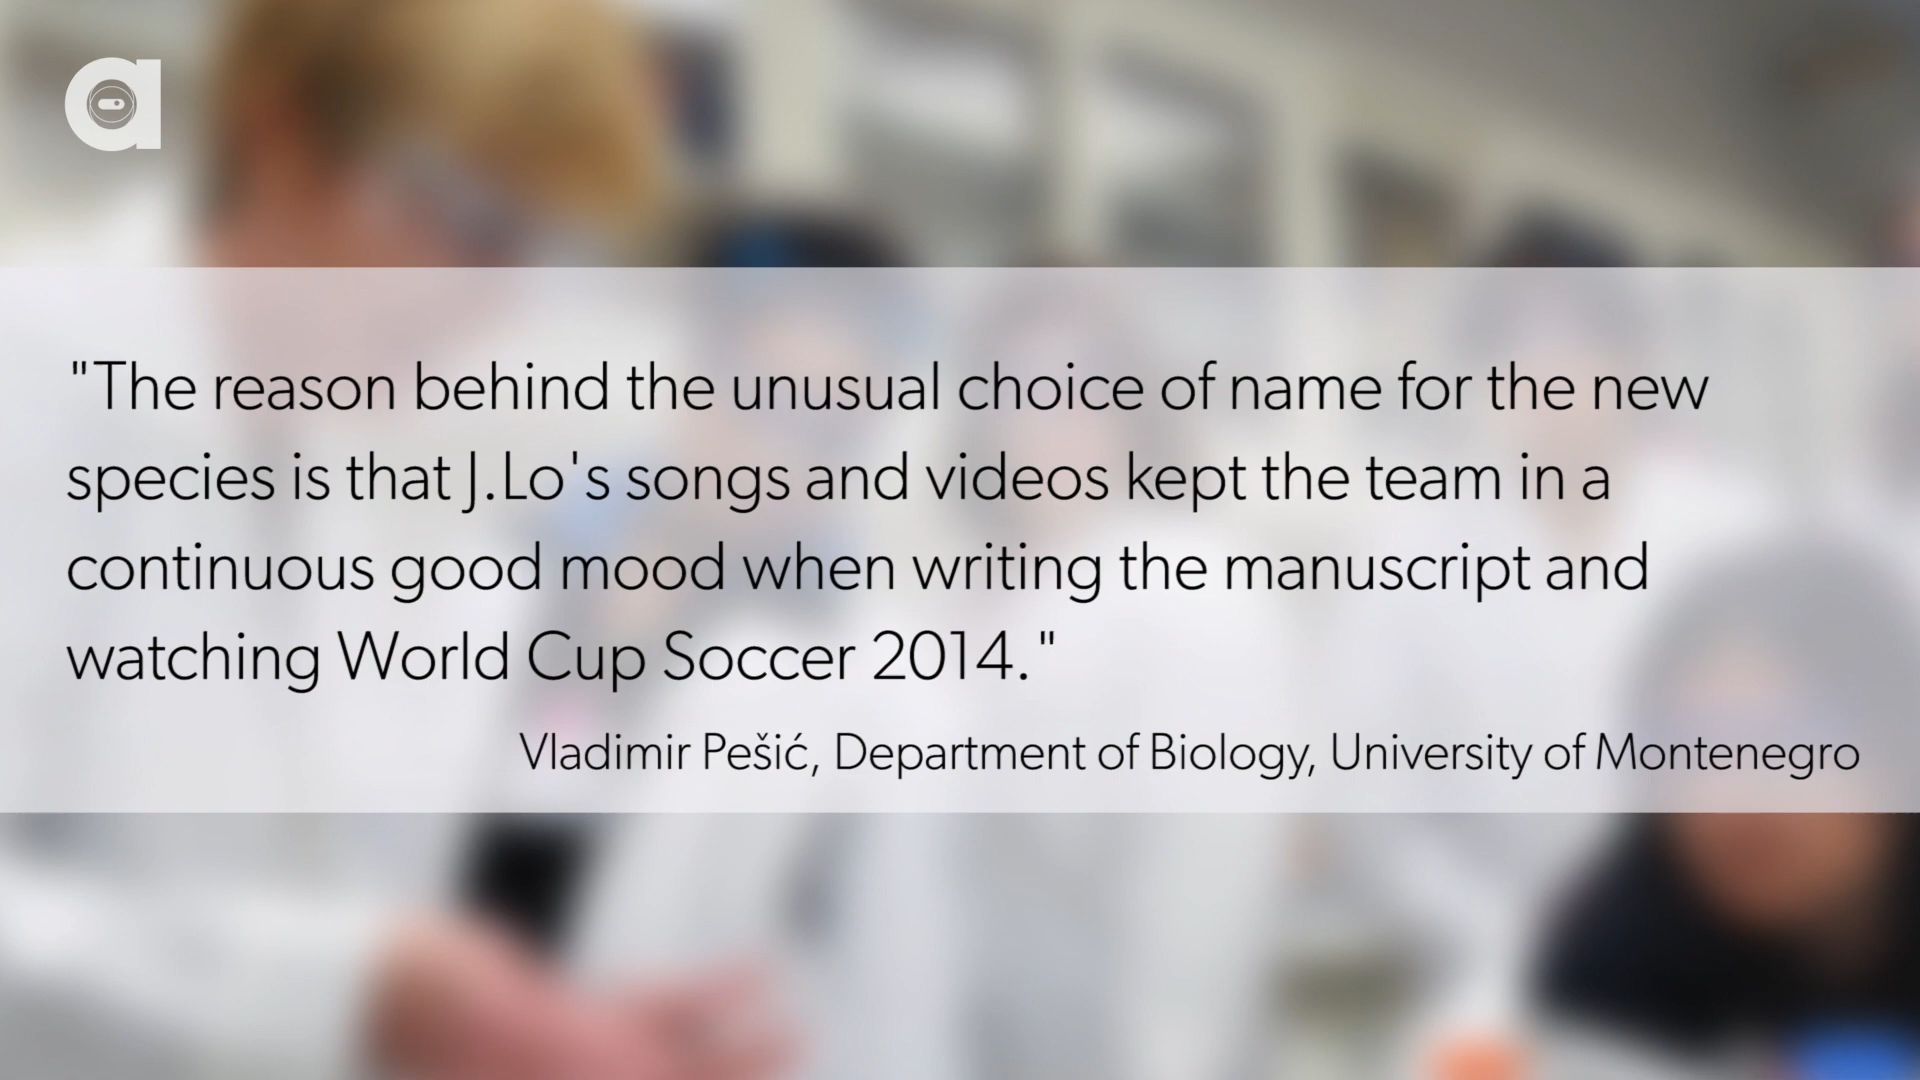 a
"The reason behind the unusual choice of name for the new
species is that J.Lo's songs and videos kept the team in a
continuous good mood when writing the manuscript and
watching World Cup Soccer 2014."
Vladimir Pešić, Department of Biology, University of Montenegro